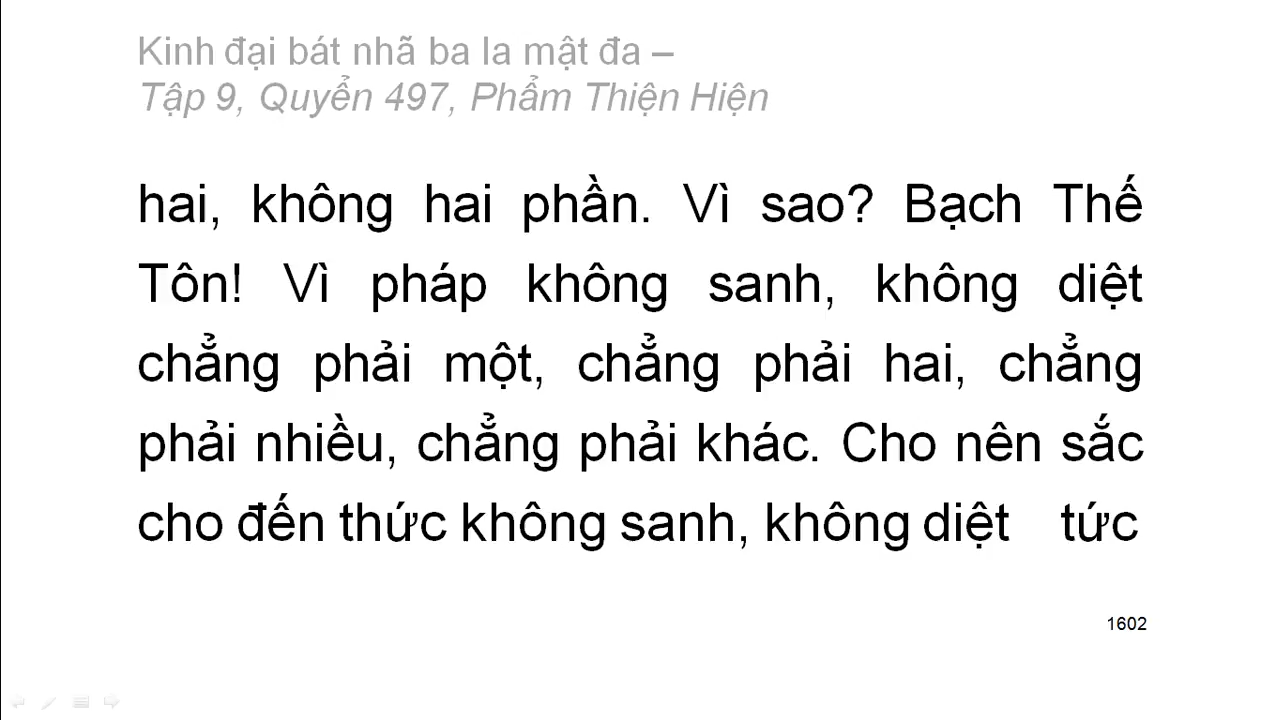 Kinh đại bát nhã ba la mật đa –
Tập 9, Quyển 497, Phẩm Thiện Hiện
hai, không hai phần. Vì sao? Bạch Thế
Tôn! Vì pháp không sanh, không diệt
chẳng phải một, chẳng phải hai, chẳng
phải nhiều, chẳng phải khác. Cho nên sắc
cho đến thức không sanh, không diệt tức
1602